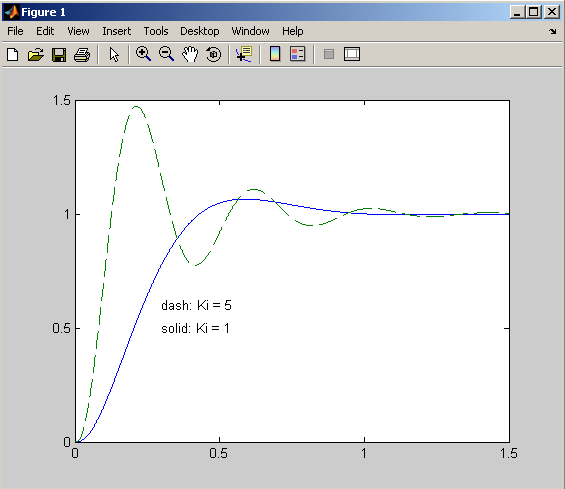 Figure 1
File Edit View Insert Tools Desktop Window Help
1.5
1
0.5
0
dash: Ki = 5
solid: Ki = 1
0 0.5 1 1.5